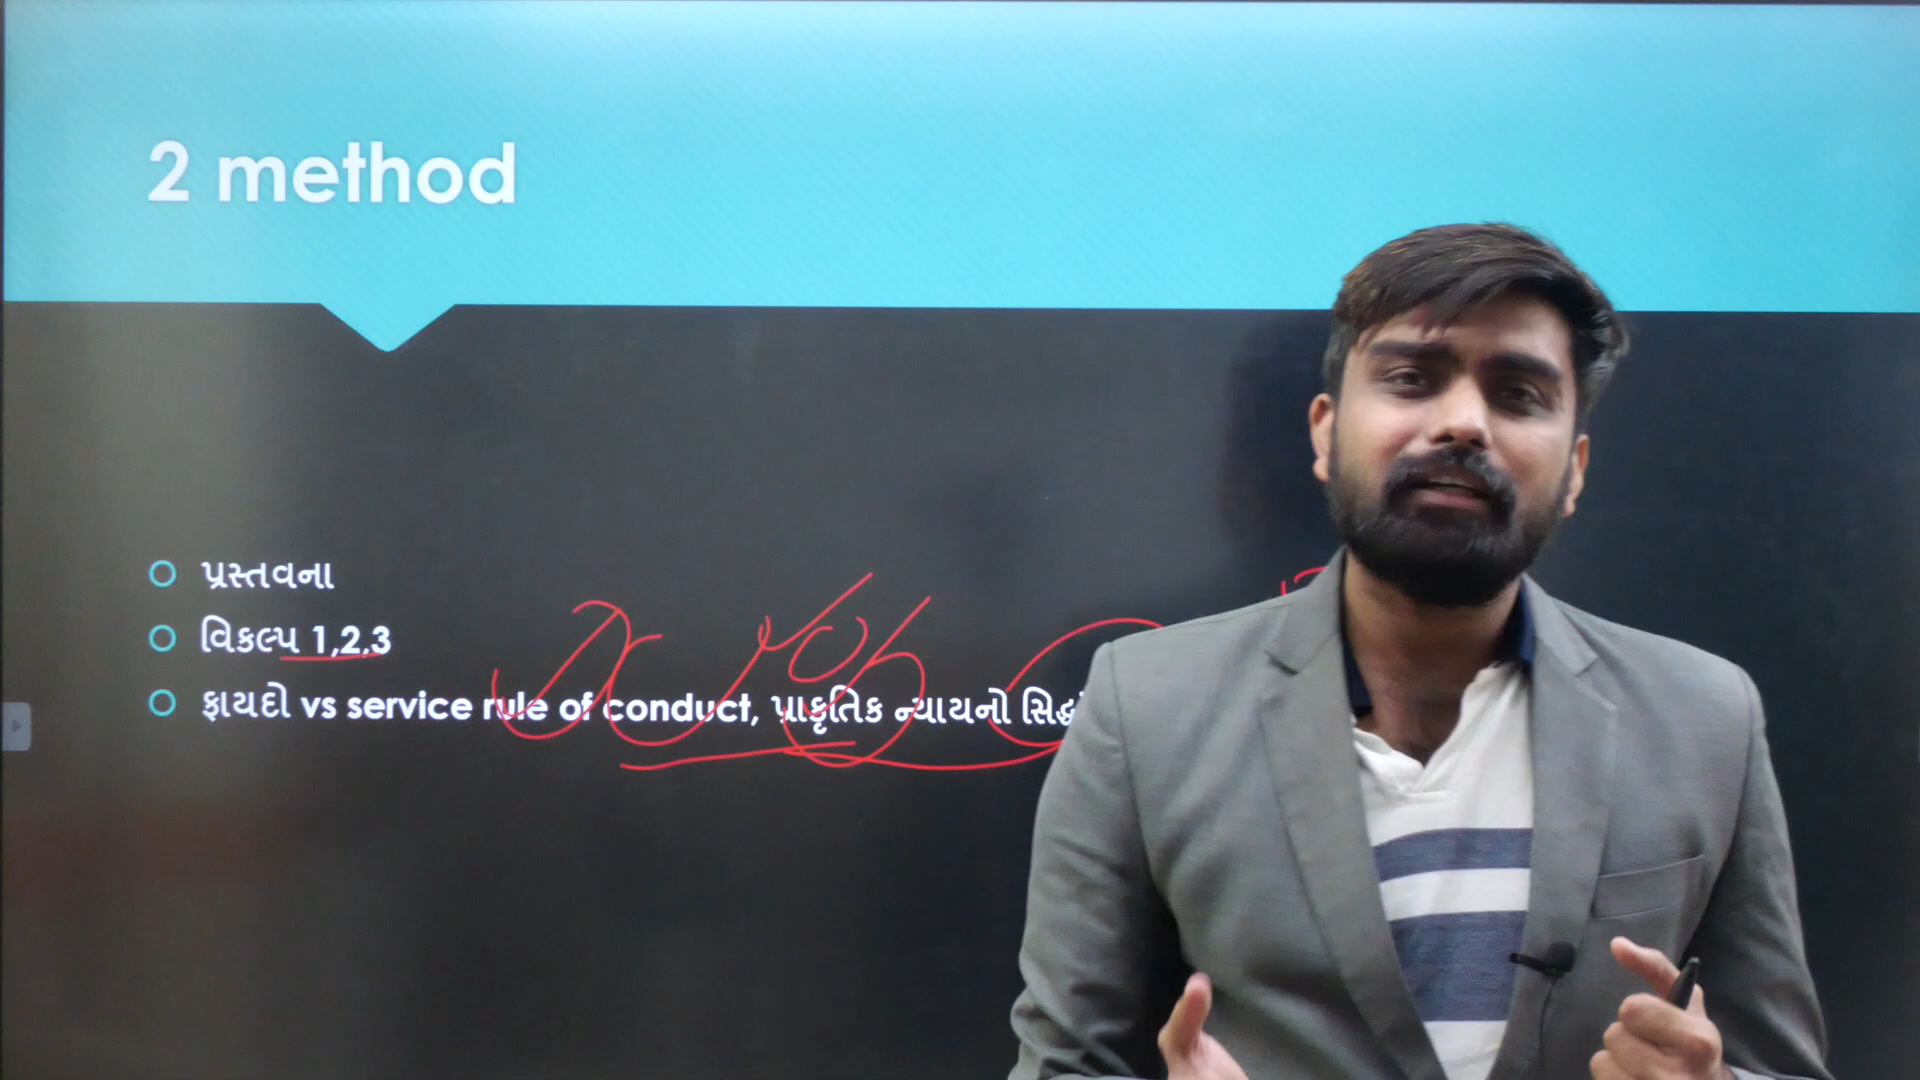 2 method
પ્રસ્તવના
વિકલ્પ 1,2,3
ફાયદો vs service rule of conduct, પ્રાકૃતિક ન્યાયનો